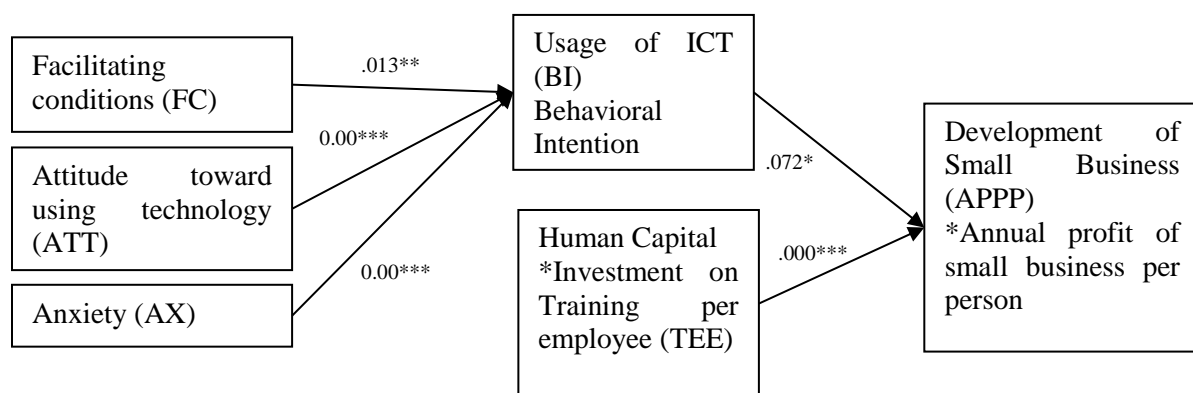 Facilitating
conditions (FC)
Attitude toward
using technology
(ATT)
Anxiety (AX)
.013**
0.00***
0.00***
Usage of ICT
(BI)
Behavioral
Intention
Human Capital
*Investment on
Training per
employee (TEE)
.072*
.000***
Development of
Small Business
(APPP)
*Annual profit of
small business per
person